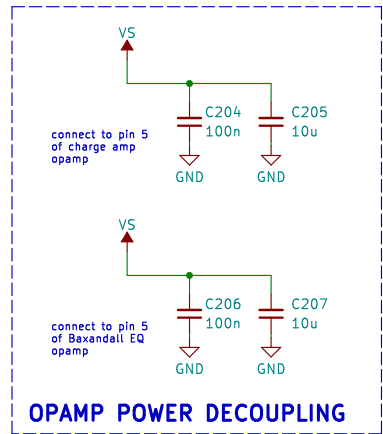 VS
C204
C205
100n
10u
connect to pin 5
of charge amp
opamp
GND
GND
VS
C206
C207
100n
10u
connect to pin 5
of Baxandall EQ
opamp
GND
GND
OPAMP POWER DECOUPLING